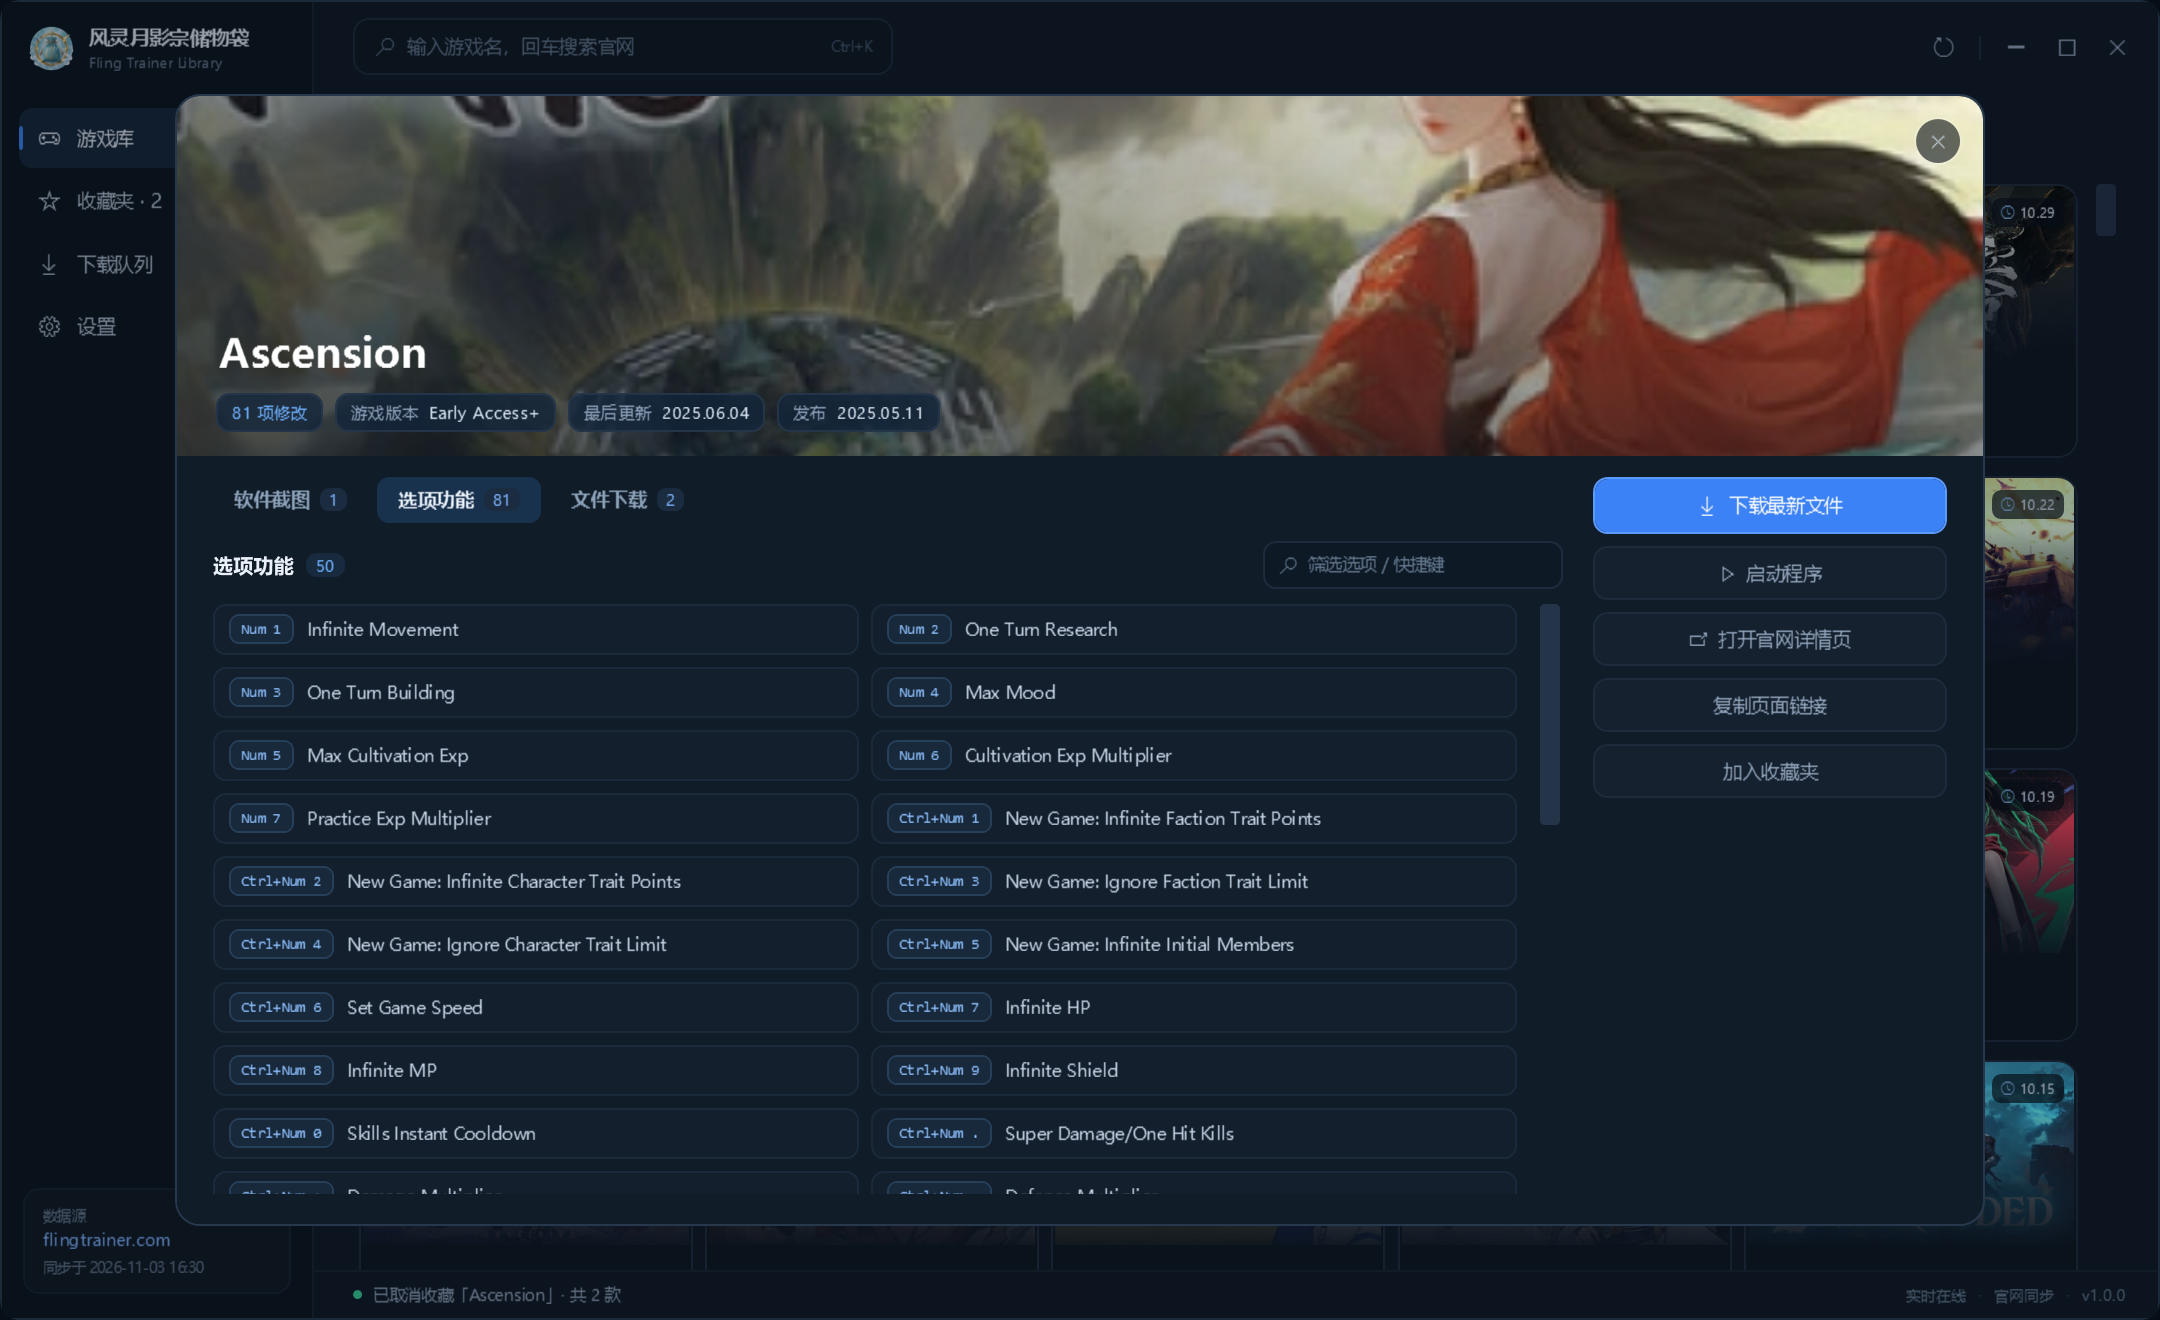 风灵月影宗储物袋
Fling Trainer Library
输入游戏名，回车搜索官网
Ctrl+K
游戏库
收藏夹 · 2
下载队列
设置
Ascension
81 项修改
游戏版本 Early Access+
最后更新 2025.06.04
发布 2025.05.11
软件截图 1
选项功能 81
文件下载 2
选项功能 50
筛选选项 / 快捷键
Num 1 Infinite Movement
Num 2 One Turn Research
Num 3 One Turn Building
Num 4 Max Mood
Num 5 Max Cultivation Exp
Num 6 Cultivation Exp Multiplier
Num 7 Practice Exp Multiplier
Ctrl+Num 1 New Game: Infinite Faction Trait Points
Ctrl+Num 2 New Game: Infinite Character Trait Points
Ctrl+Num 3 New Game: Ignore Faction Trait Limit
Ctrl+Num 4 New Game: Ignore Character Trait Limit
Ctrl+Num 5 New Game: Infinite Initial Members
Ctrl+Num 6 Set Game Speed
Ctrl+Num 7 Infinite HP
Ctrl+Num 8 Infinite MP
Ctrl+Num 9 Infinite Shield
Ctrl+Num 0 Skills Instant Cooldown
Ctrl+Num . Super Damage/One Hit Kills
Damage Multiplier
Defense Multiplier
下载最新文件
启动程序
打开官网详情页
复制页面链接
加入收藏夹
10.29
10.22
10.19
10.15
DED
数据源
flingtrainer.com
同步于 2026-11-03 16:30
已取消收藏「Ascension」 · 共 2 款
实时在线 · 官网同步 · v1.0.0